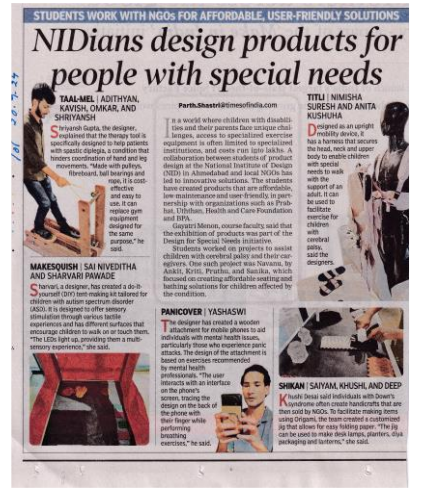 STUDENTS WORK WITH NGOs FOR AFFORDABLE, USER-FRIENDLY SOLUTIONS
NIDians design products for
people with special needs
TAAL-MEL | ADITHYAN,
KAVISH, OMKAR, AND
SHRIYANSH
Shriyansh Gupta, the designer,
explained that the therapy tool is
specifically designed to help patients
with spastic diplegia, a condition that
hinders coordination of hand and leg
movements. "Made with pulleys,
fibreboard, ball bearings and
rope, it is cost-
effective
and easy to
use. It can
replace gym
equipment
designed for
the same
purpose," he
said.
MAKESQUISH | SAI NIVEDITHA
AND SHARVARI PAWADE
Sharvari, a designer, has created a do-it-
yourself (DIY) tent-making kit tailored for
children with autism spectrum disorder
(ASD). It is designed to offer sensory
stimulation through various tactile
experiences and has different surfaces that
encourage children to walk on or touch them.
"The LEDs light up, providing them a multi-
sensory experience," she said.
Parth.Shastri@timesofindia.com
In a world where children with disabili-
ties and their parents face unique chal-
lenges, access to specialized exercise
equipment is often limited to specialized
institutions, and costs run into lakhs. A
collaboration between students of product
design at the National Institute of Design
(NID) in Ahmedabad and local NGOs has
led to innovative solutions. The students
have created products that are affordable,
low-maintenance and user-friendly, in part-
nership with organizations such as Prab-
hat, Uthhan, Health and Care Foundation
and BPA.
Gayatri Menon, course faculty, said that
the exhibition of products was part of the
Design for Special Needs initiative.
Students worked on projects to assist
children with cerebral palsy and their car-
egivers. One such project was Navano, by
Ankit, Kriti, Pruthu, and Sanika, which
focused on creating affordable seating and
bathing solutions for children affected by
the condition.
PANICOVER | YASHASWI
The designer has created a wooden
attachment for mobile phones to aid
individuals with mental health issues,
particularly those who experience panic
attacks. The design of the attachment is
based on exercises recommended
by mental health
professionals. "The user
interacts with an interface
on the phone's
screen, tracing the
design on the back of
the phone with
their finger while
performing
breathing
exercises," he said.
TITLI | NIMISHA
SURESH AND ANITA
KUSHUHA
Designed as an upright
mobility device, it
has a harness that secures
the head, neck and upper
body to enable children
with special
needs to walk
with the
support of an
adult. It can
be used to
facilitate
exercise for
children
with
cerebral
palsy,
said the
designers.
SHIKAN | SAIYAM, KHUSHI, AND DEEP
Khushi Desai said individuals with Down's
syndrome often create handicrafts that are
then sold by NGOs. To facilitate making items
using Origami, the team created a customized
jig that allows for easy folding paper. "The jig
can be used to make desk lamps, planters, diya
packaging and lanterns," she said.